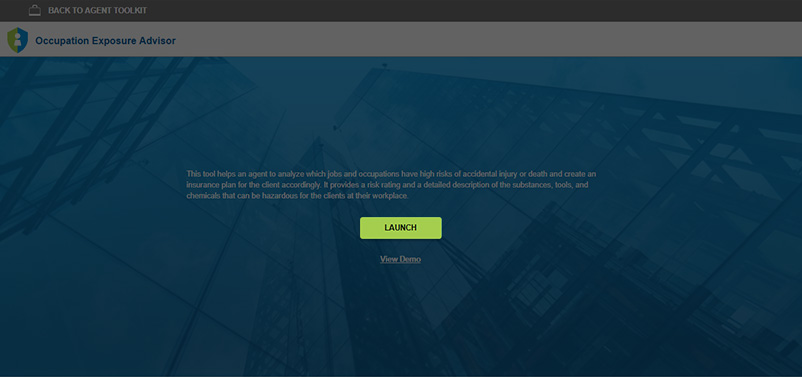 BACK TO AGENT TOOLKIT
Occupation Exposure Advisor
This tool helps an agent to analyze which jobs and occupations have high risks of accidental injury or death and create an
insurance plan for the client accordingly. It provides a risk rating and a detailed description of the substances, tools, and
chemicals that can be hazardous for the clients at their workplace.
LAUNCH
View Demo